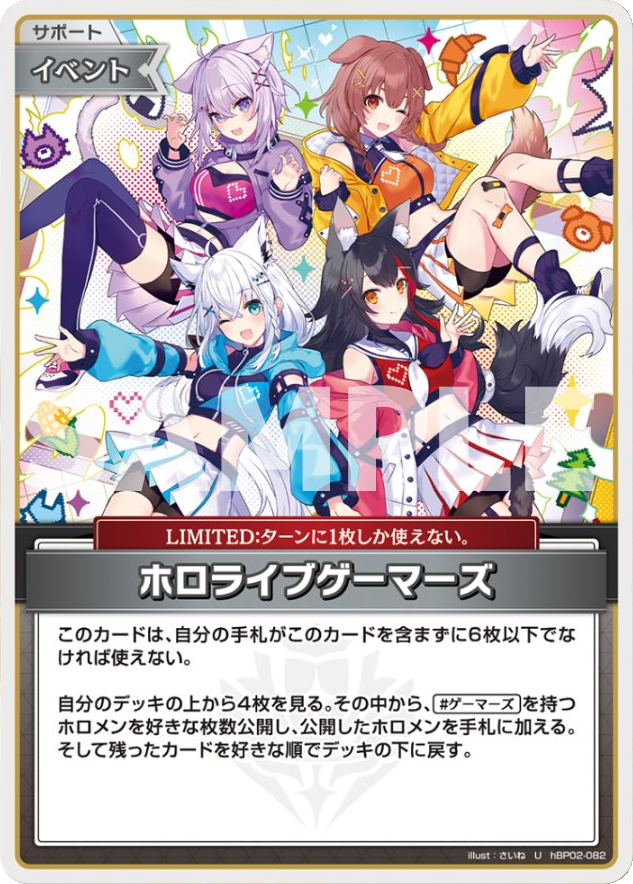 サポート
イベント
SAMPLE
LIMITED:ターンに1枚しか使えない。
ホロライブゲーマーズ
このカードは、自分の手札がこのカードを含まずに6枚以下でな
ければ使えない。
自分のデッキの上から4枚を見る。その中から、#ゲーマーズを持つ
ホロメンを好きな枚数公開し、公開したホロメンを手札に加える。
そして残ったカードを好きな順でデッキの下に戻す。
illust:さいね U hBP02-082